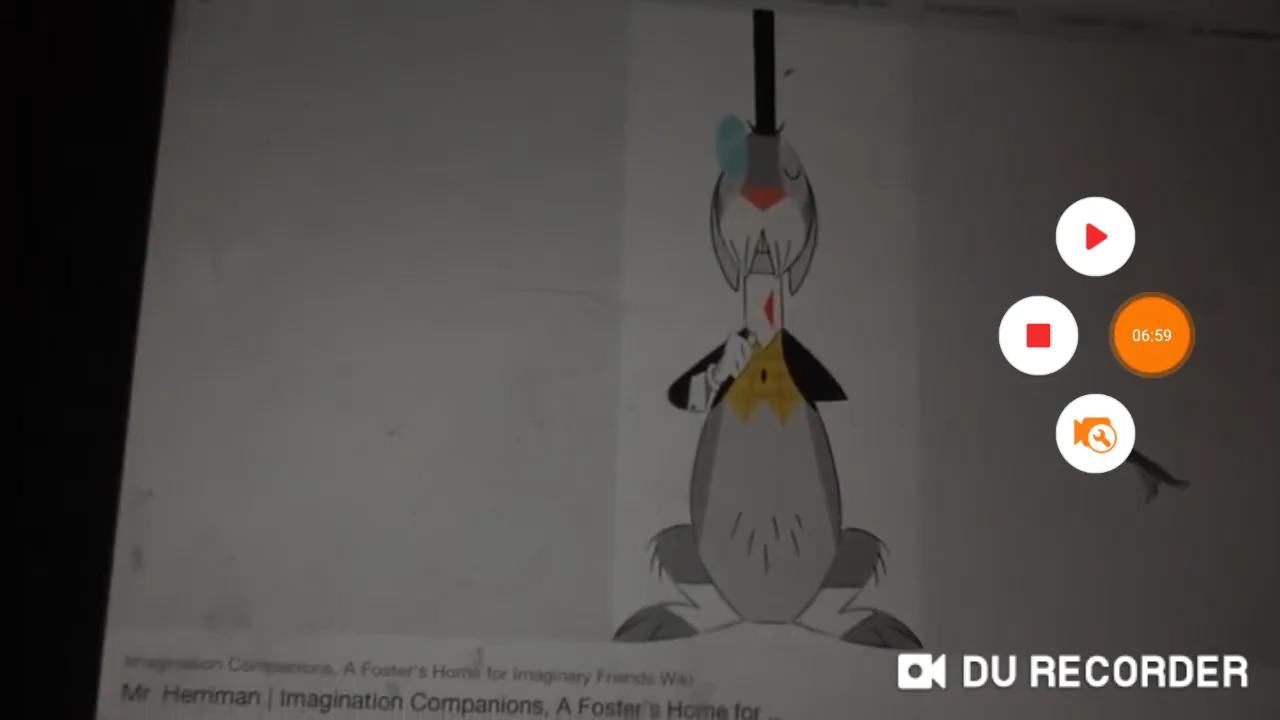 06:59
Imagination Companions, A Foster's Home for Imaginary Friends Wiki
Mr. Herriman | Imagination Companions, A Foster's Home for ...
DU RECORDER